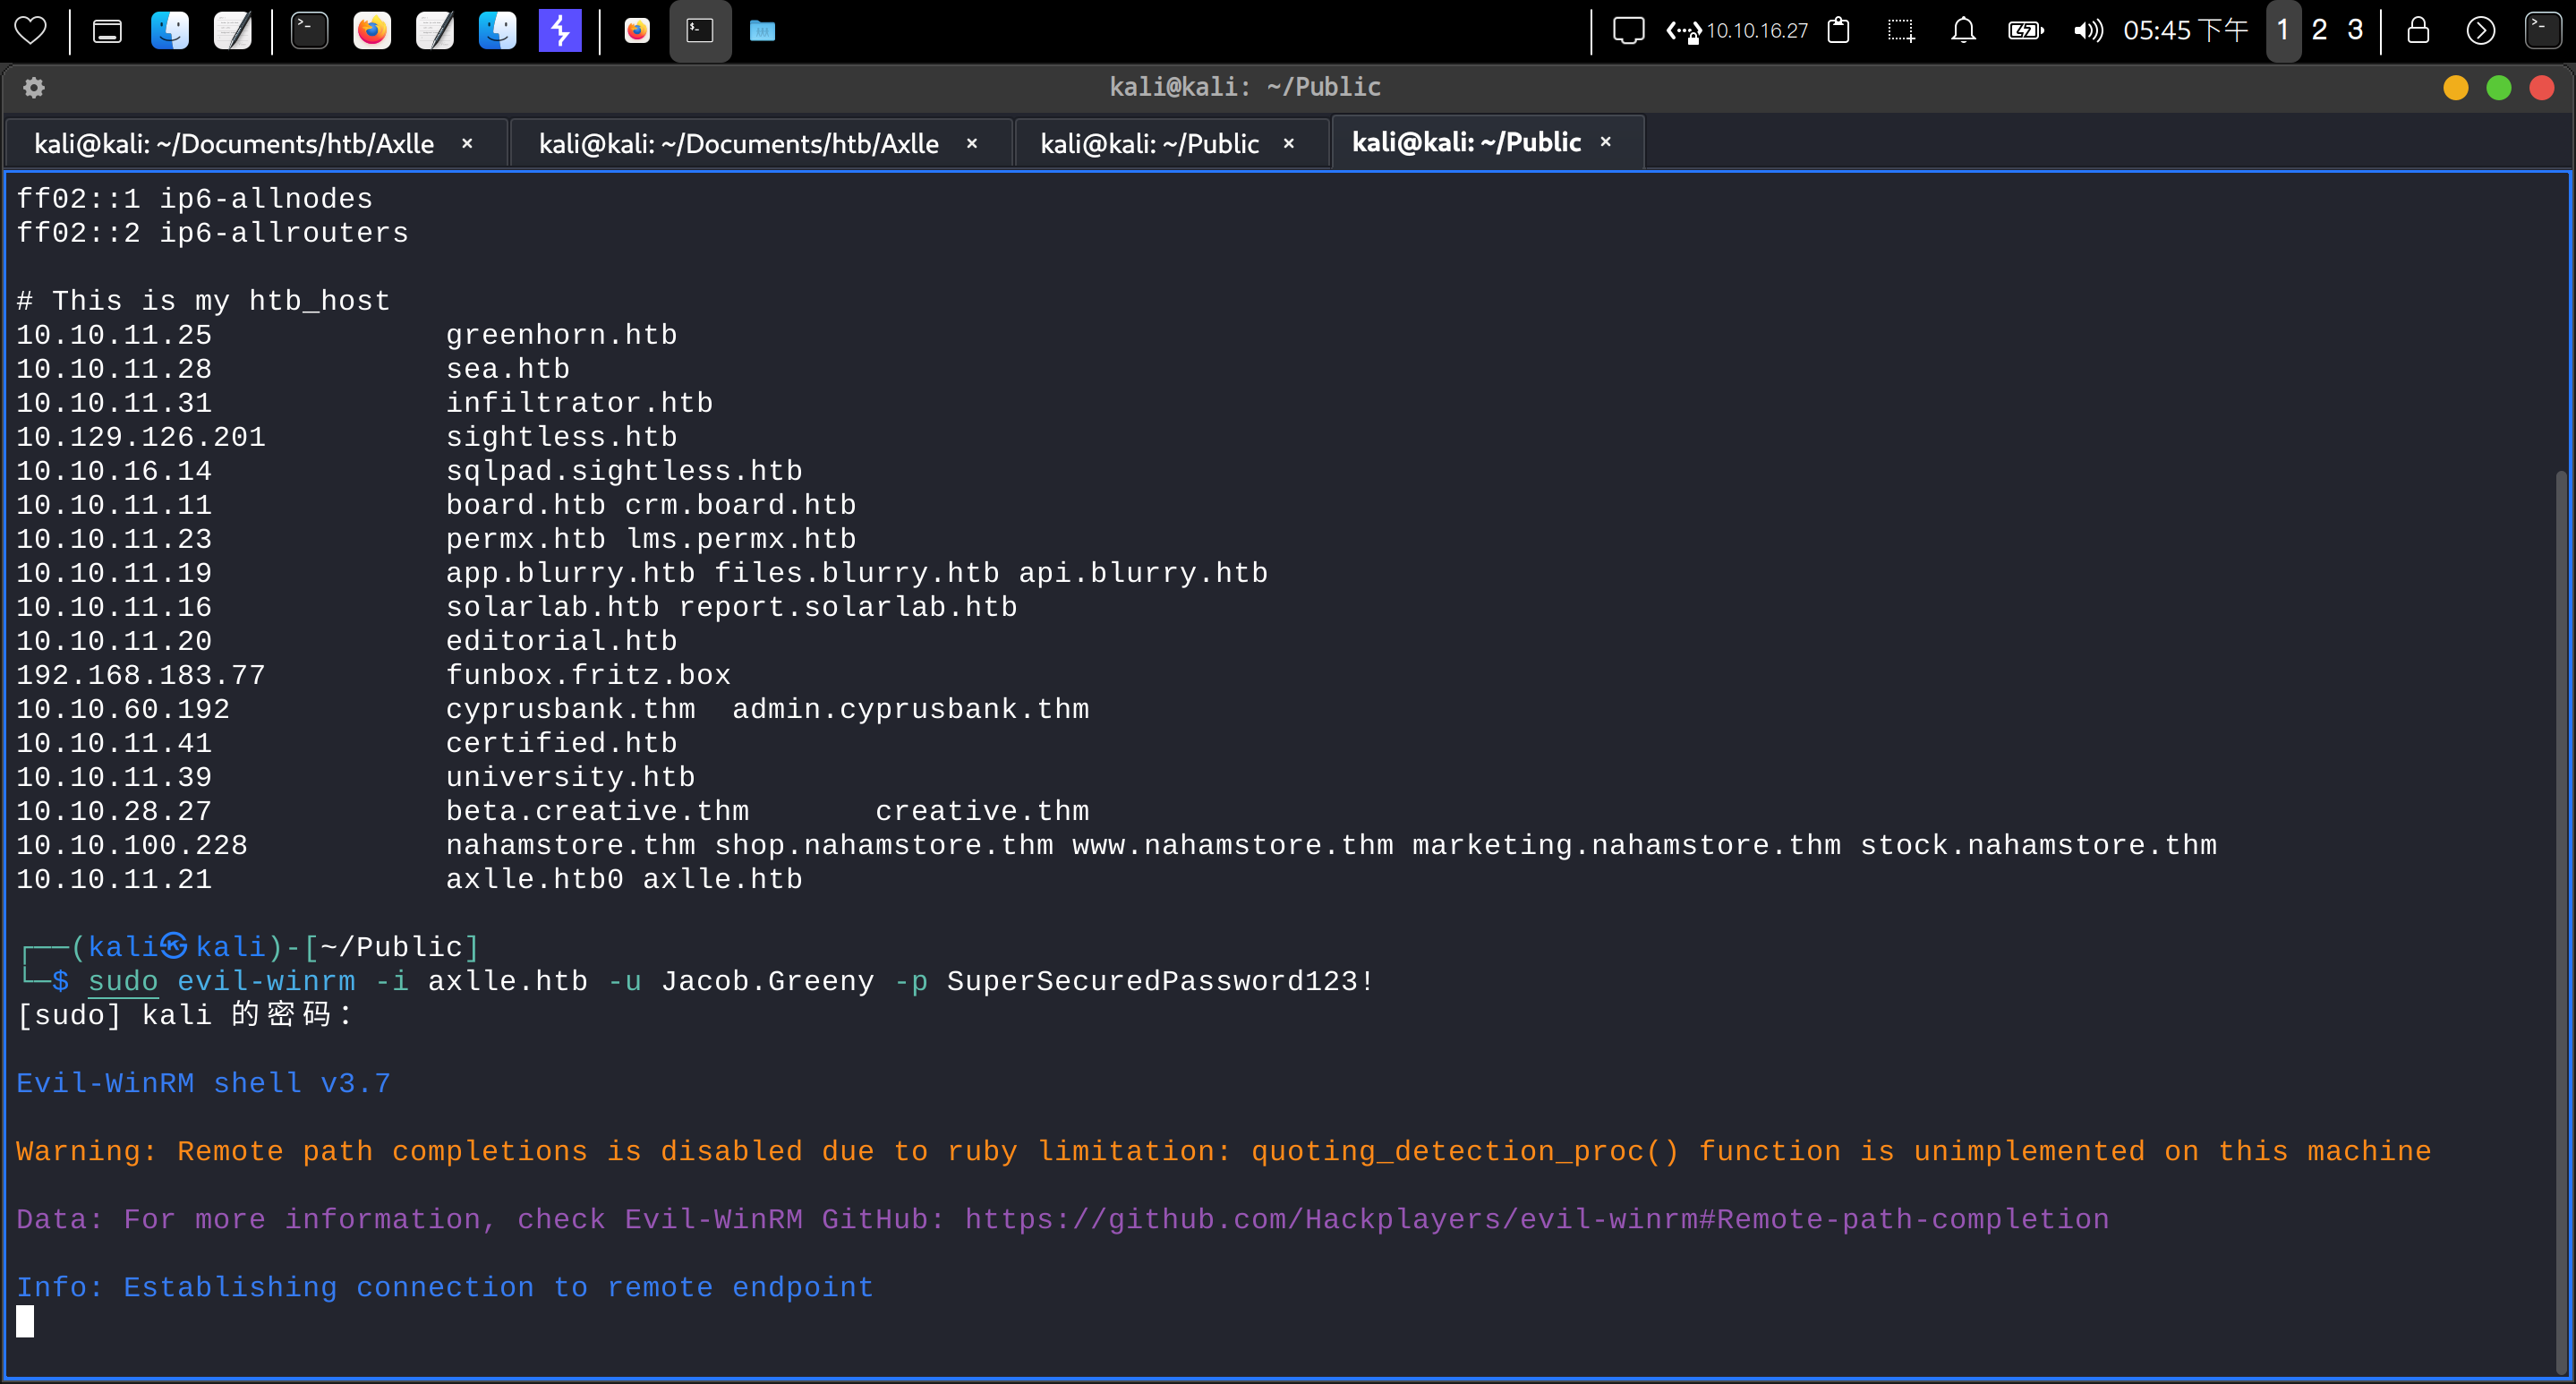 10.10.16.27 05:45 下午 1 2 3
kali@kali: ~/Public
kali@kali: ~/Documents/htb/Axlle × kali@kali: ~/Documents/htb/Axlle × kali@kali: ~/Public × kali@kali: ~/Public ×
ff02::1 ip6-allnodes
ff02::2 ip6-allrouters
# This is my htb_host
10.10.11.25 greenhorn.htb
10.10.11.28 sea.htb
10.10.11.31 infiltrator.htb
10.129.126.201 sightless.htb
10.10.16.14 sqlpad.sightless.htb
10.10.11.11 board.htb crm.board.htb
10.10.11.23 permx.htb lms.permx.htb
10.10.11.19 app.blurry.htb files.blurry.htb api.blurry.htb
10.10.11.16 solarlab.htb report.solarlab.htb
10.10.11.20 editorial.htb
192.168.183.77 funbox.fritz.box
10.10.60.192 cyprusbank.thm admin.cyprusbank.thm
10.10.11.41 certified.htb
10.10.11.39 university.htb
10.10.28.27 beta.creative.thm creative.thm
10.10.100.228 nahamstore.thm shop.nahamstore.thm www.nahamstore.thm marketing.nahamstore.thm stock.nahamstore.thm
10.10.11.21 axlle.htb0 axlle.htb
┌──(kali㉿kali)-[~/Public]
└─$ sudo evil-winrm -i axlle.htb -u Jacob.Greeny -p SuperSecuredPassword123!
[sudo] kali 的密码：
Evil-WinRM shell v3.7
Warning: Remote path completions is disabled due to ruby limitation: quoting_detection_proc() function is unimplemented on this machine
Data: For more information, check Evil-WinRM GitHub: https://github.com/Hackplayers/evil-winrm#Remote-path-completion
Info: Establishing connection to remote endpoint